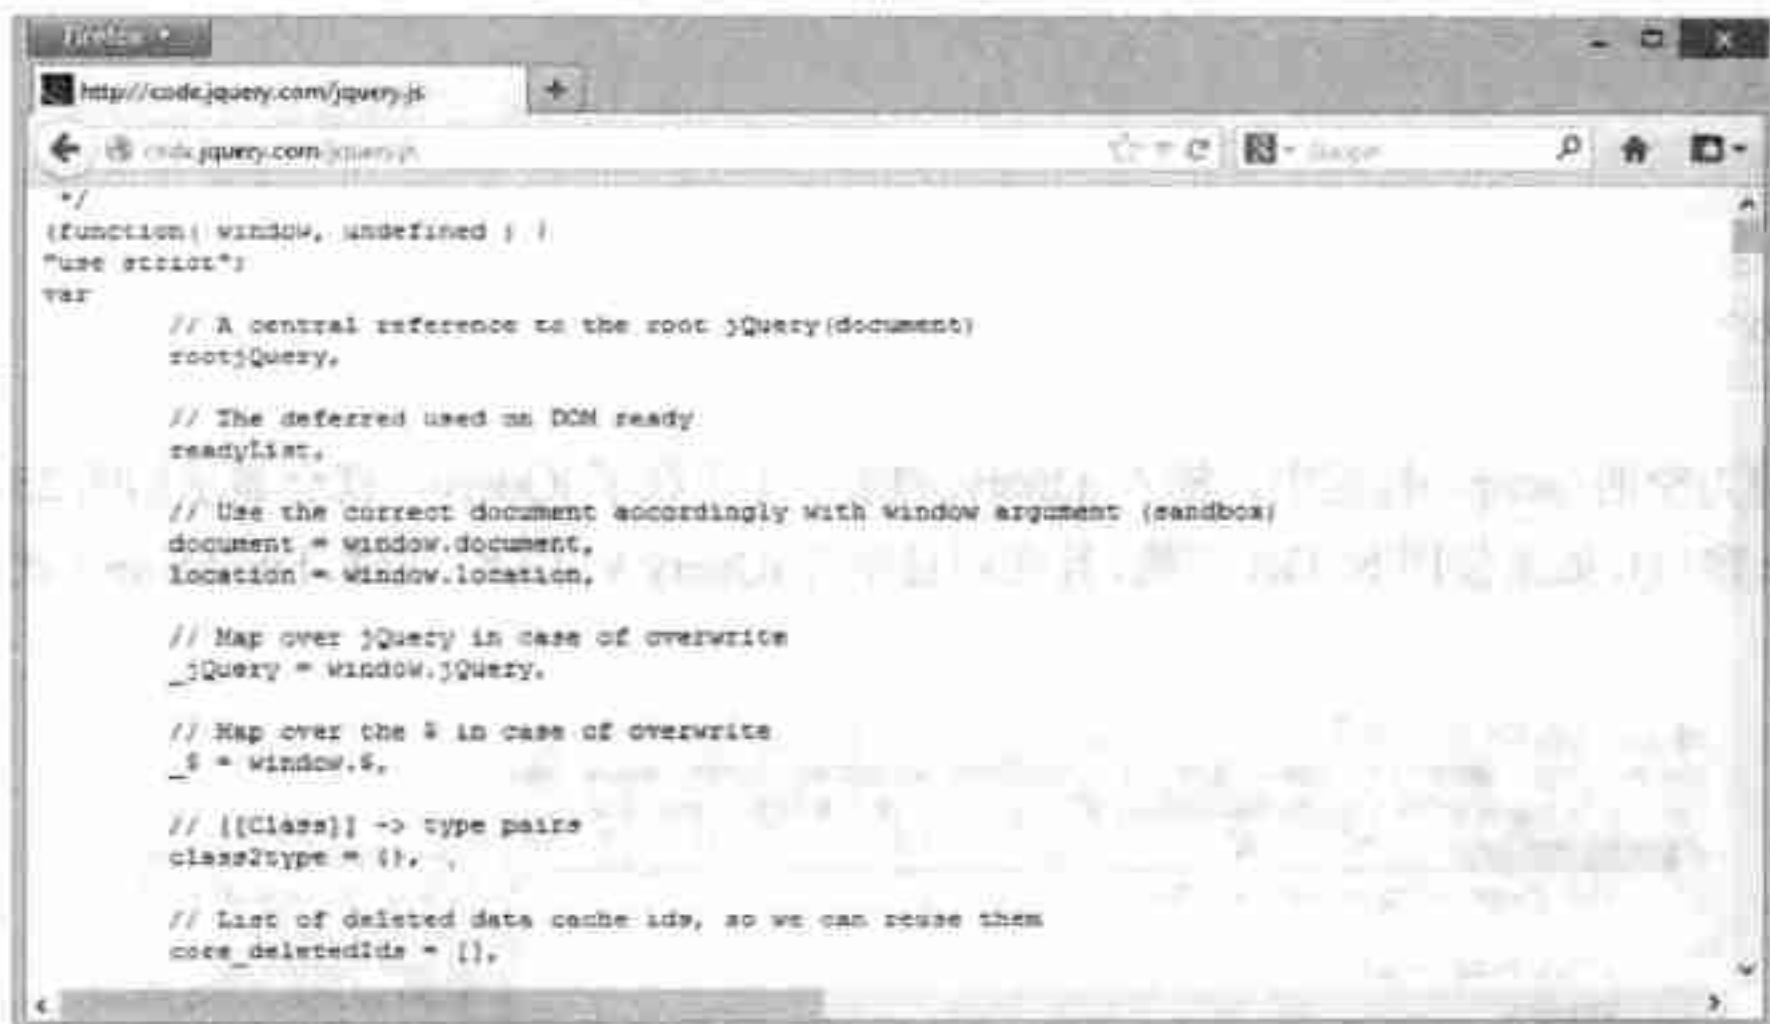 Firefox
http://code.jquery.com/jquery.js
code.jquery.com/jquery.js
Google
*/
(function( window, undefined ) {
"use strict";
var
// A central reference to the root jQuery(document)
rootjQuery,
// The deferred used on DOM ready
readyList,
// Use the correct document accordingly with window argument (sandbox)
document = window.document,
location = window.location,
// Map over jQuery in case of overwrite
_jQuery = window.jQuery,
// Map over the $ in case of overwrite
_$ = window.$,
// [[Class]] -> type pairs
class2type = {},
// List of deleted data cache ids, so we can reuse them
core_deletedIds = [],